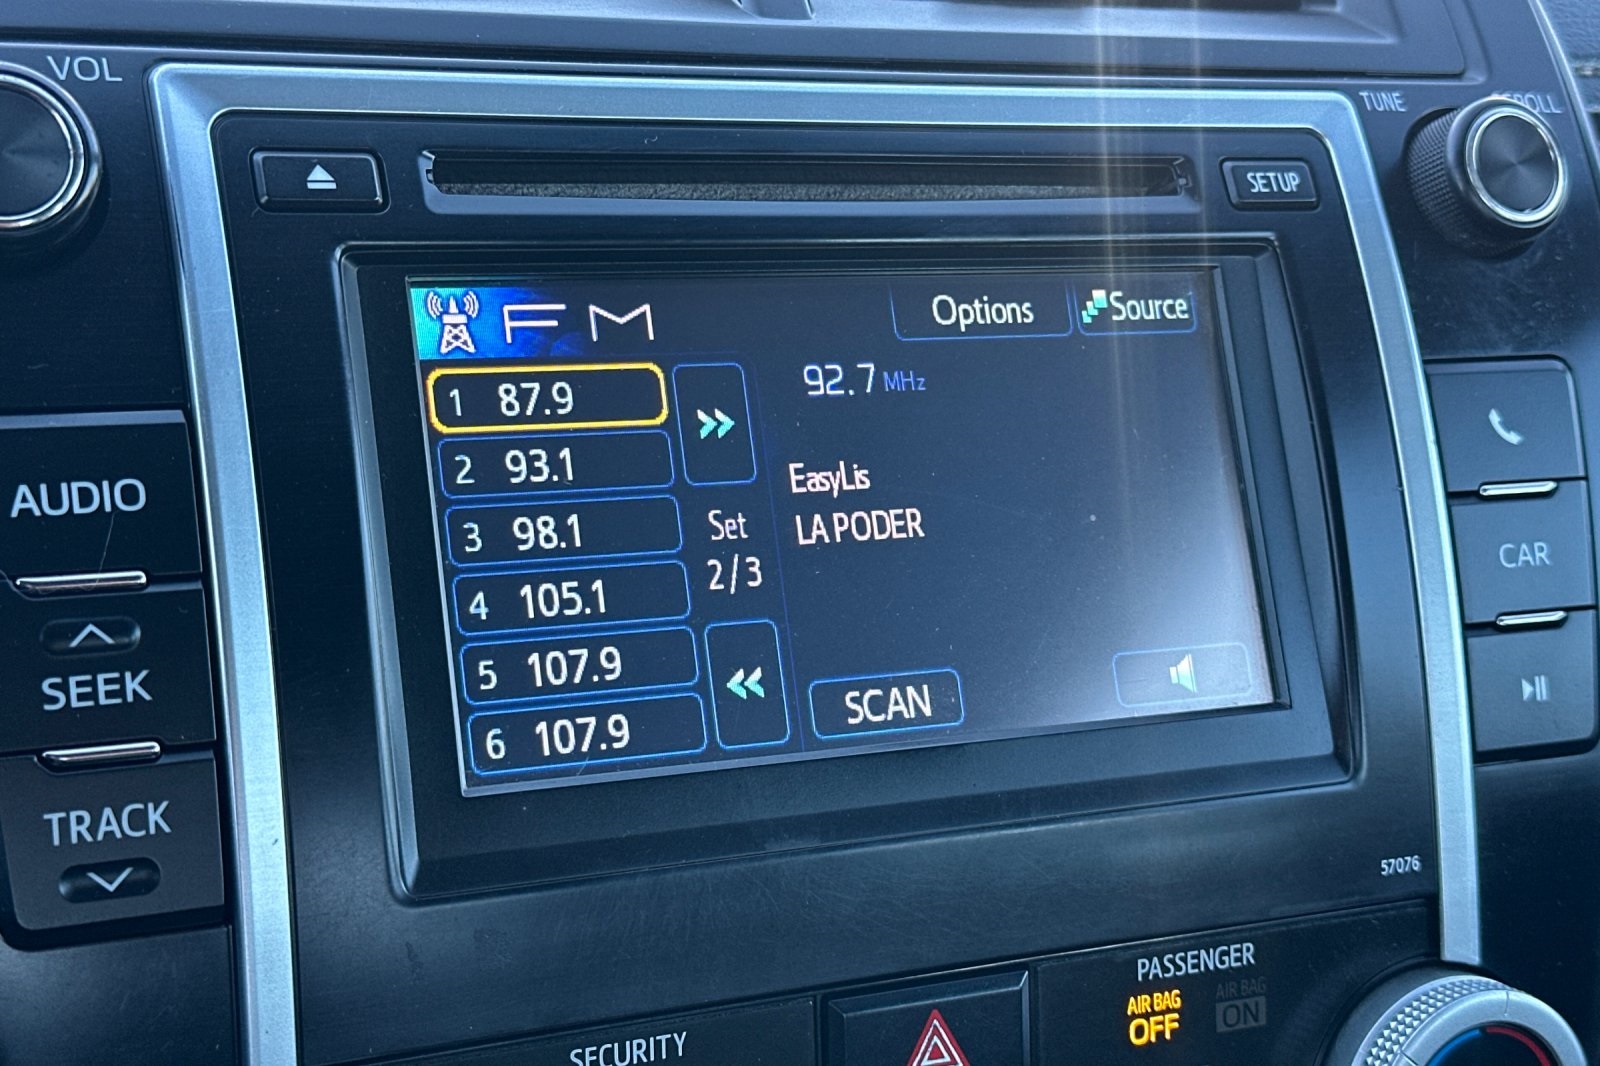 VOL
TUNE
SCROLL
SETUP
FM
Options
Source
1 87.9
92.7 MHz
2 93.1
EasyLis
3 98.1
Set
LA PODER
2/3
4 105.1
5 107.9
6 107.9
SCAN
AUDIO
SEEK
TRACK
CAR
57076
PASSENGER
AIR BAG
OFF
AIR BAG
ON
SECURITY